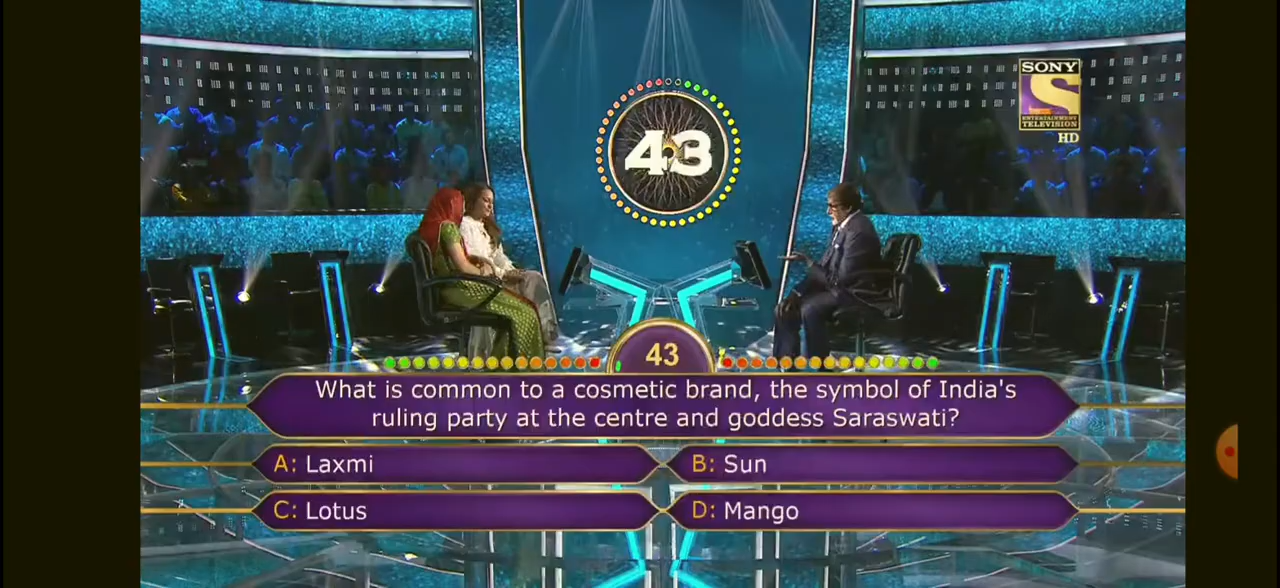 SONY
S
ENTERTAINMENT
TELEVISION
HD
43
43
What is common to a cosmetic brand, the symbol of India's
ruling party at the centre and goddess Saraswati?
A: Laxmi
B: Sun
C: Lotus
D: Mango